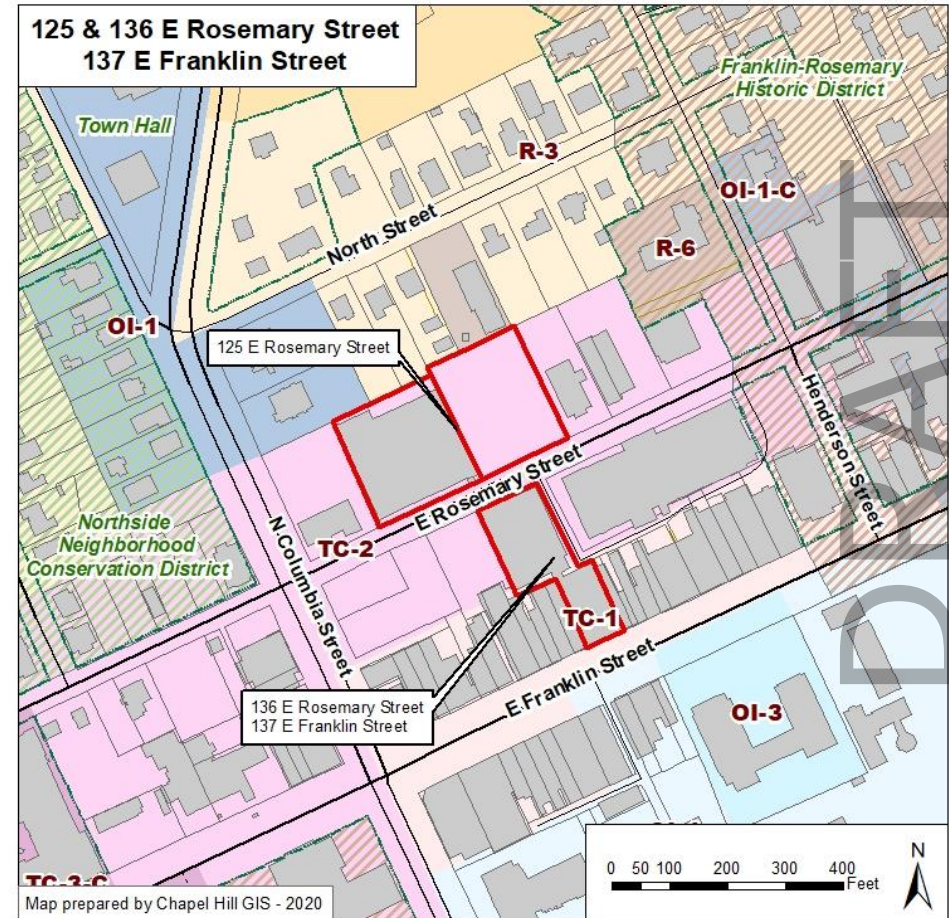 125 & 136 E Rosemary Street
137 E Franklin Street
Franklin-Rosemary
Historic District
Town Hall
R-3
OI-1-C
North Street
R-6
OI-1
125 E Rosemary Street
Henderson Street
E Rosemary Street
Northside
Neighborhood
Conservation District
N Columbia Street
TC-2
TC-1
E Franklin Street
136 E Rosemary Street
137 E Franklin Street
OI-3
DRAFT
TC-3-C
0 50 100 200 300 400
Feet
N
Map prepared by Chapel Hill GIS - 2020